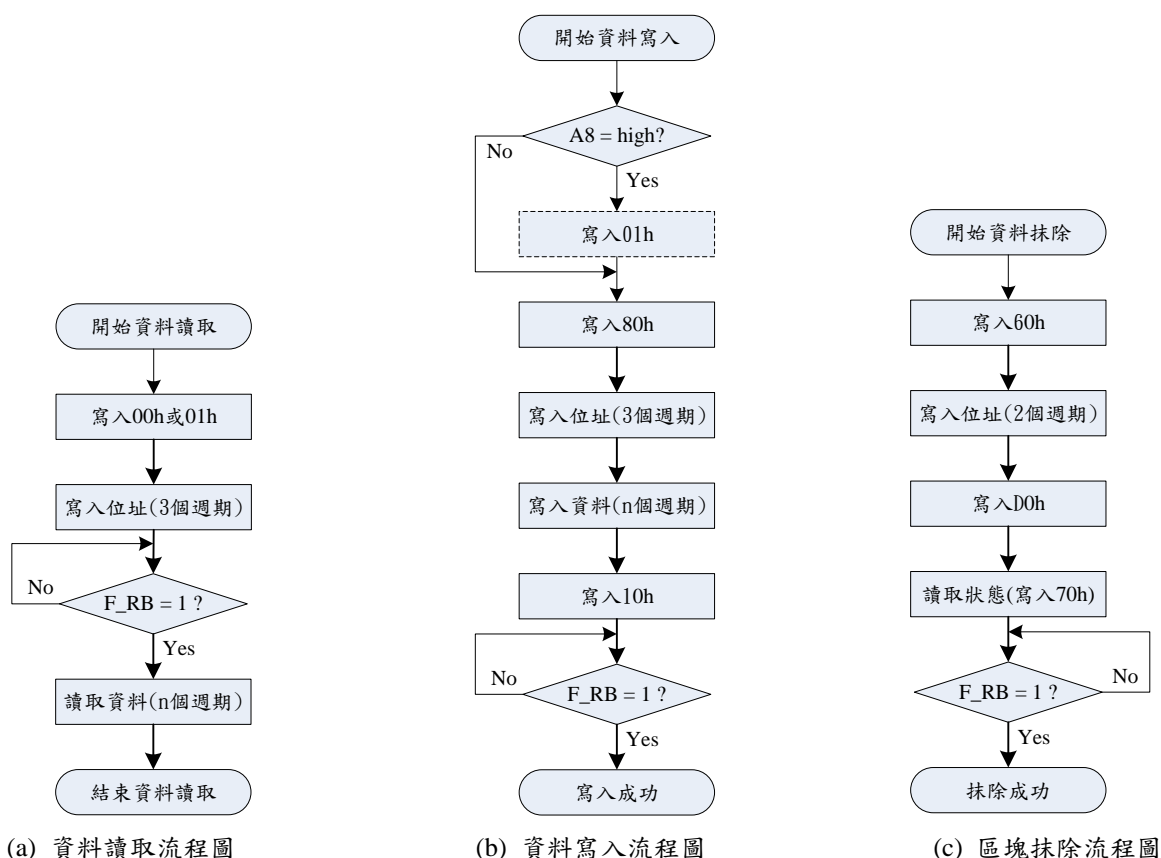 開始資料讀取
寫入00h或01h
寫入位址(3個週期)
No
F_RB = 1 ?
Yes
讀取資料(n個週期)
結束資料讀取
(a) 資料讀取流程圖
開始資料寫入
A8 = high?
No
Yes
寫入01h
寫入80h
寫入位址(3個週期)
寫入資料(n個週期)
寫入10h
No
F_RB = 1 ?
Yes
寫入成功
(b) 資料寫入流程圖
開始資料抹除
寫入60h
寫入位址(2個週期)
寫入D0h
讀取狀態(寫入70h)
F_RB = 1 ?
No
Yes
抹除成功
(c) 區塊抹除流程圖